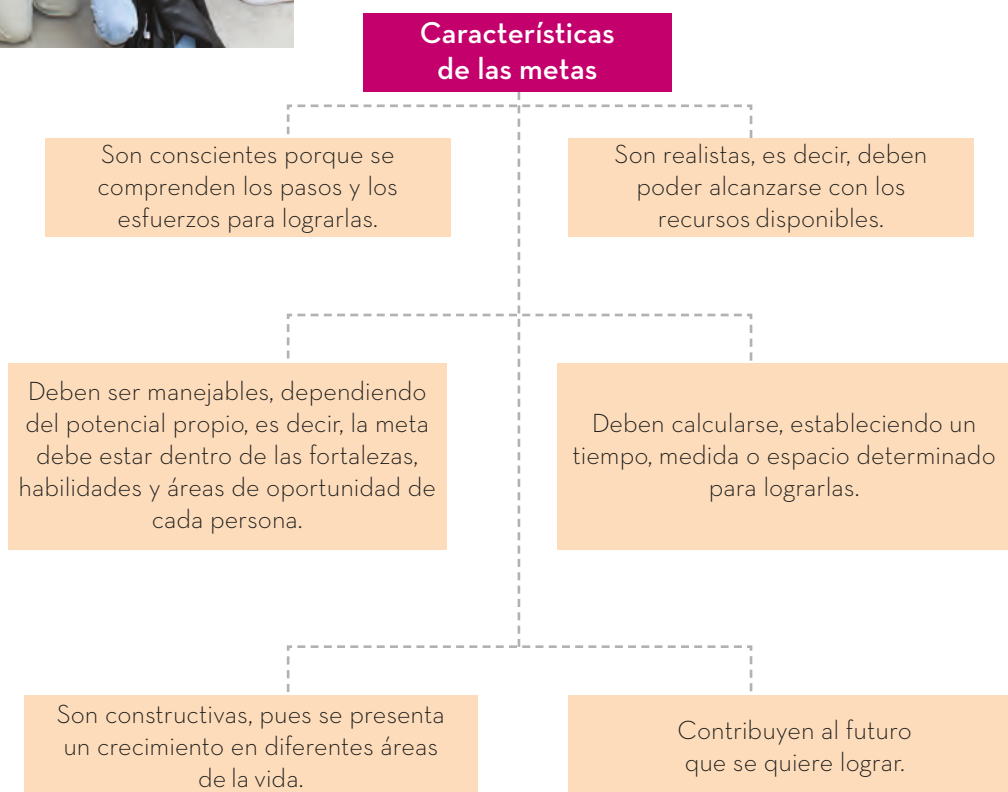 Características
de las metas
Son conscientes porque se
comprenden los pasos y los
esfuerzos para lograrlas.
Son realistas, es decir, deben
poder alcanzarse con los
recursos disponibles.
Deben ser manejables, dependiendo
del potencial propio, es decir, la meta
debe estar dentro de las fortalezas,
habilidades y áreas de oportunidad de
cada persona.
Deben calcularse, estableciendo un
tiempo, medida o espacio determinado
para lograrlas.
Son constructivas, pues se presenta
un crecimiento en diferentes áreas
de la vida.
Contribuyen al futuro
que se quiere lograr.